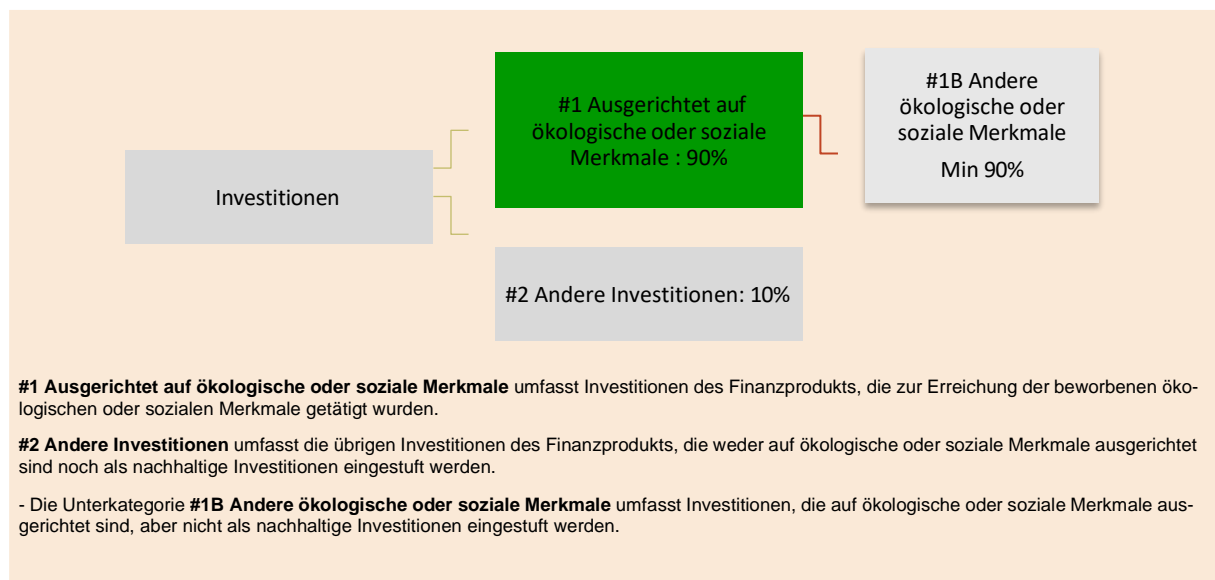 #1 Ausgerichtet auf
ökologische oder soziale
Merkmale : 90%
#1B Andere
ökologische oder
soziale Merkmale
Min 90%
Investitionen
#2 Andere Investitionen: 10%
#1 Ausgerichtet auf ökologische oder soziale Merkmale umfasst Investitionen des Finanzprodukts, die zur Erreichung der beworbenen öko-
logischen oder sozialen Merkmale getätigt wurden.
#2 Andere Investitionen umfasst die übrigen Investitionen des Finanzprodukts, die weder auf ökologische oder soziale Merkmale ausgerichtet
sind noch als nachhaltige Investitionen eingestuft werden.
- Die Unterkategorie #1B Andere ökologische oder soziale Merkmale umfasst Investitionen, die auf ökologische oder soziale Merkmale aus-
gerichtet sind, aber nicht als nachhaltige Investitionen eingestuft werden.